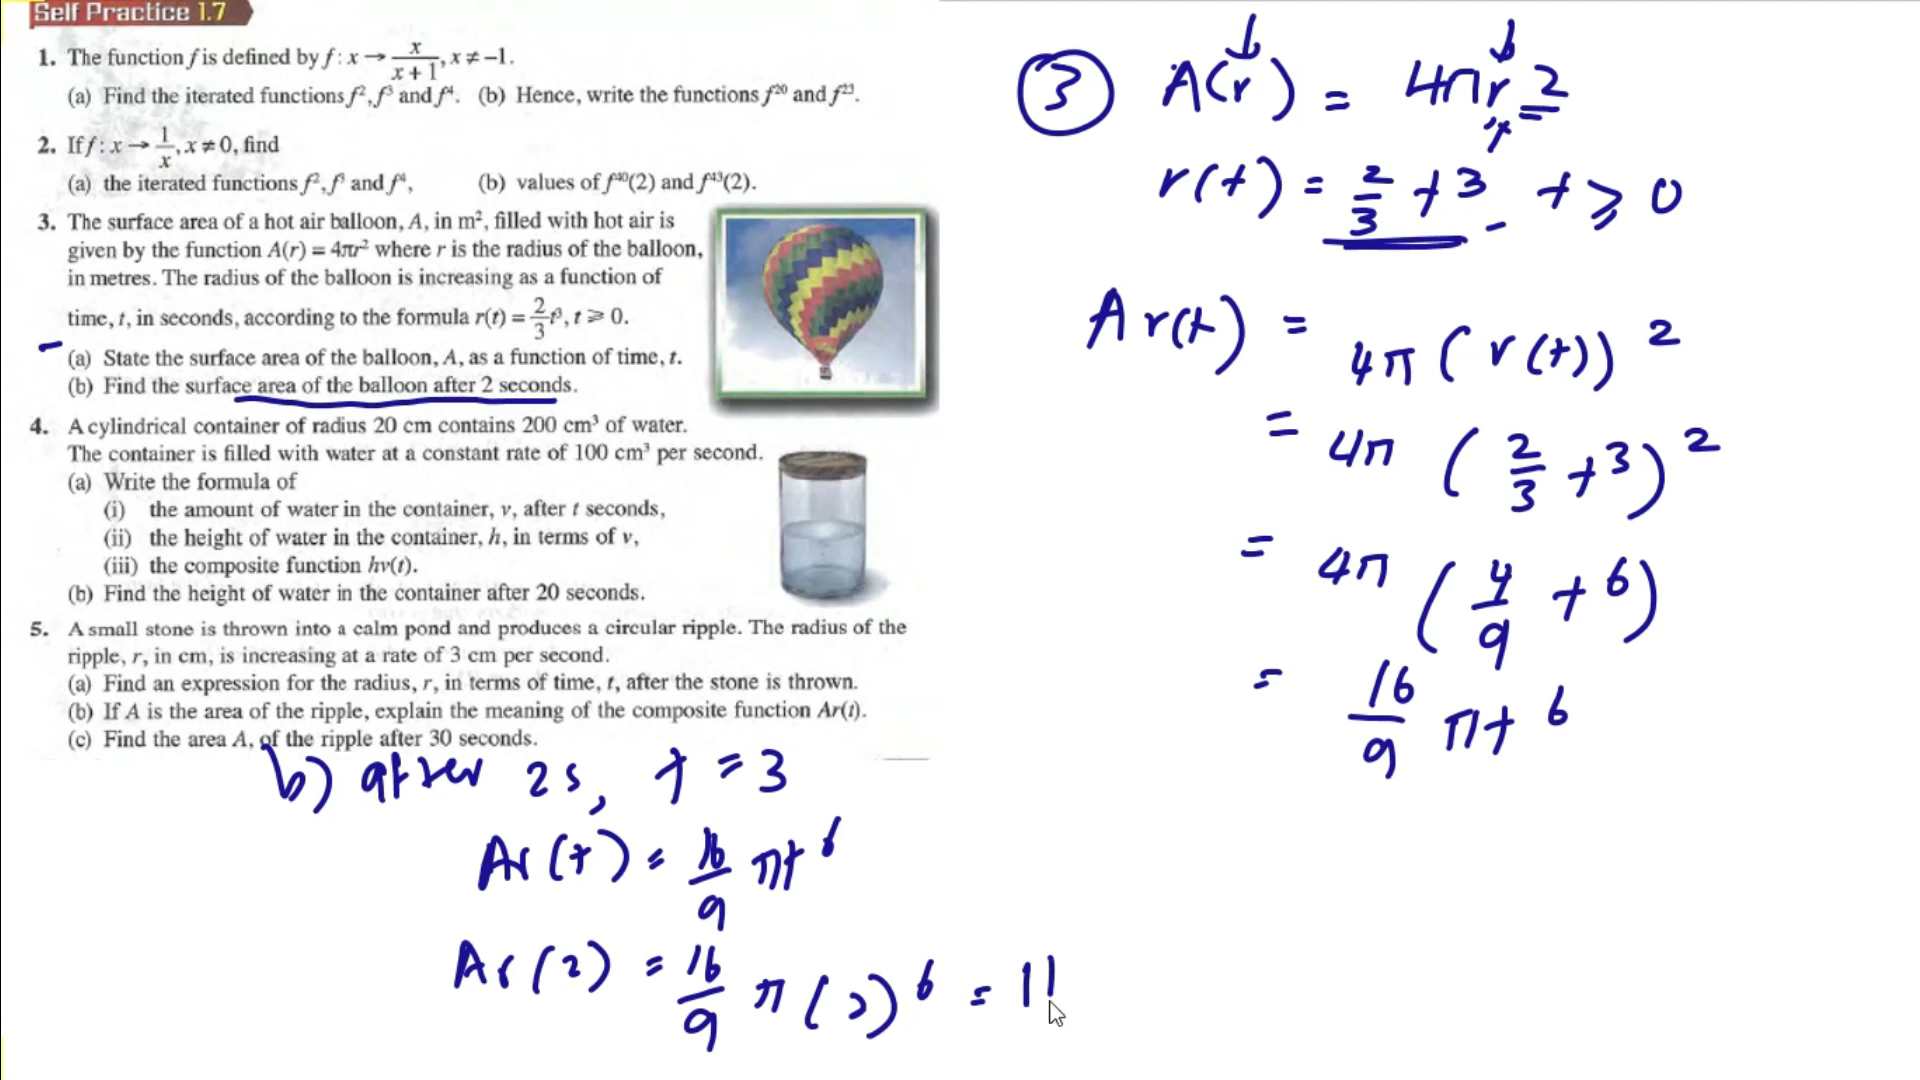 Self Practice 1.7
1. The function f is defined by f : x → x/(x + 1), x ≠ –1.
(a) Find the iterated functions f², f³ and f⁴. (b) Hence, write the functions f²⁰ and f²³.
2. If f : x → 1/x, x ≠ 0, find
(a) the iterated functions f², f³ and f⁴, (b) values of f⁴⁰(2) and f⁴³(2).
3. The surface area of a hot air balloon, A, in m², filled with hot air is
given by the function A(r) = 4πr² where r is the radius of the balloon,
in metres. The radius of the balloon is increasing as a function of
time, t, in seconds, according to the formula r(t) = 2/3 t³, t ⩾ 0.
(a) State the surface area of the balloon, A, as a function of time, t.
(b) Find the surface area of the balloon after 2 seconds.
4. A cylindrical container of radius 20 cm contains 200 cm³ of water.
The container is filled with water at a constant rate of 100 cm³ per second.
(a) Write the formula of
(i) the amount of water in the container, v, after t seconds,
(ii) the height of water in the container, h, in terms of v,
(iii) the composite function hv(t).
(b) Find the height of water in the container after 20 seconds.
5. A small stone is thrown into a calm pond and produces a circular ripple. The radius of the
ripple, r, in cm, is increasing at a rate of 3 cm per second.
(a) Find an expression for the radius, r, in terms of time, t, after the stone is thrown.
(b) If A is the area of the ripple, explain the meaning of the composite function Ar(t).
(c) Find the area A, of the ripple after 30 seconds.
b) after 2s, t = 3
Ar(t) = 16/9 πt⁶
Ar(2) = 16/9 π(2)⁶ = 11
③ A(r) = 4πr²
r(t) = 2/3 t³, t ⩾ 0
Ar(t) = 4π(r(t))²
= 4π (2/3 t³)²
= 4π (4/9 t⁶)
= 16/9 πt⁶